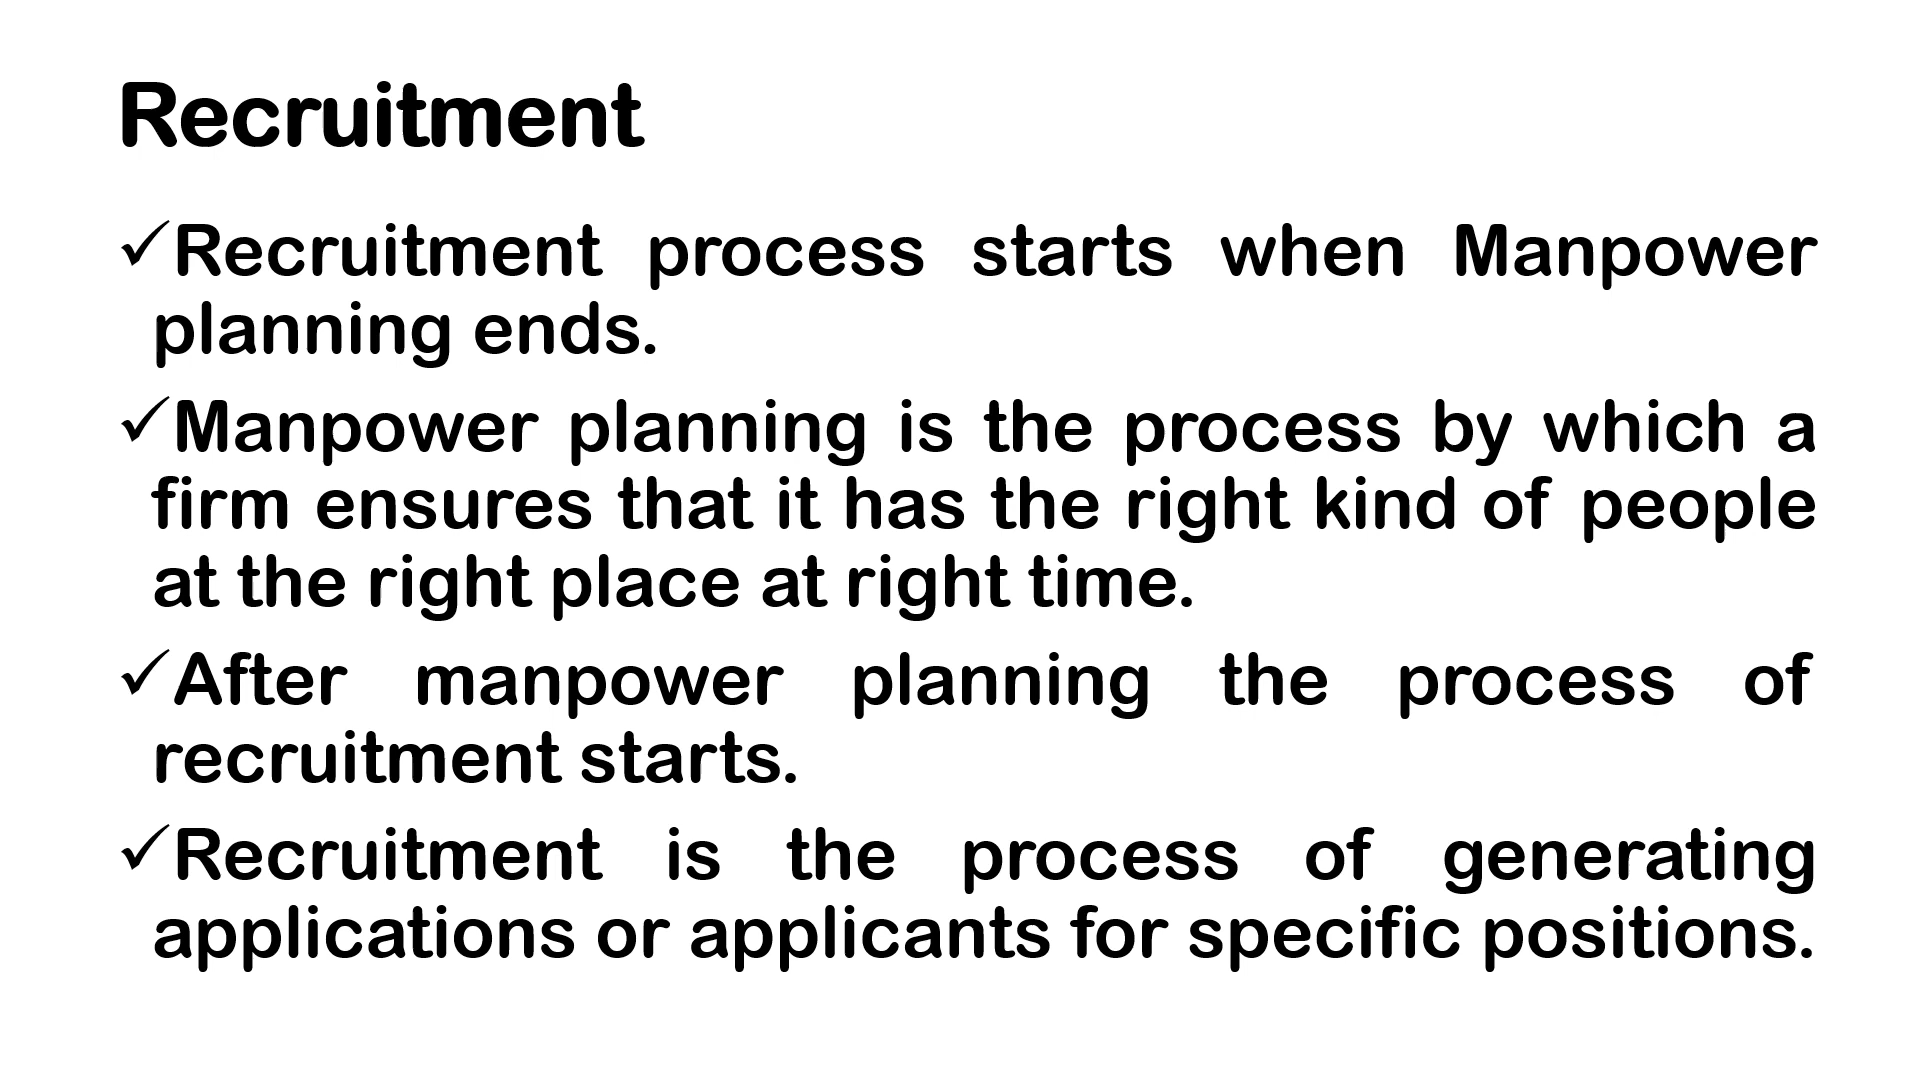 Recruitment
✓Recruitment process starts when Manpower
planning ends.
✓Manpower planning is the process by which a
firm ensures that it has the right kind of people
at the right place at right time.
✓After manpower planning the process of
recruitment starts.
✓Recruitment is the process of generating
applications or applicants for specific positions.